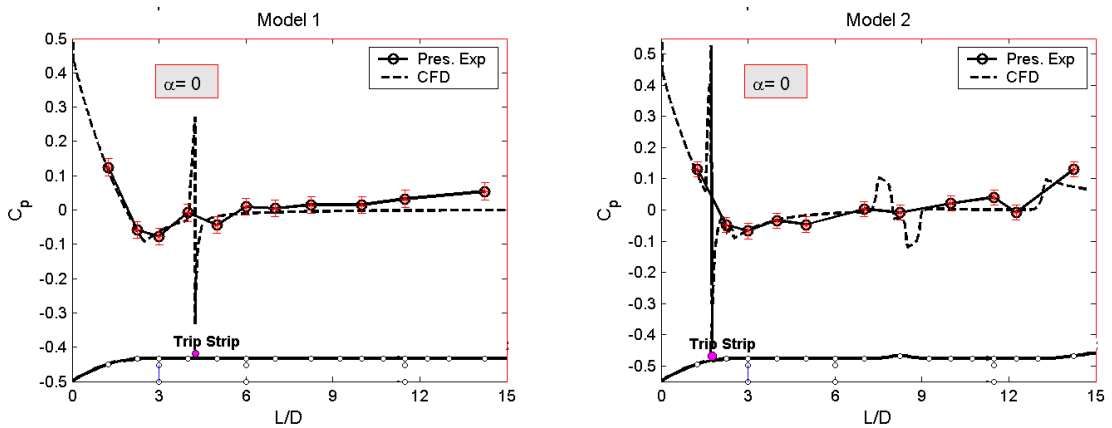 Model 1
0.5
0.4
0.3
0.2
0.1
0
-0.1
-0.2
-0.3
-0.4
-0.5
Cp
Pres. Exp
CFD
α= 0
Trip Strip
0 3 6 9 12 15
L/D
Model 2
0.5
0.4
0.3
0.2
0.1
0
-0.1
-0.2
-0.3
-0.4
-0.5
Cp
Pres. Exp
CFD
α= 0
Trip Strip
0 3 6 9 12 15
L/D